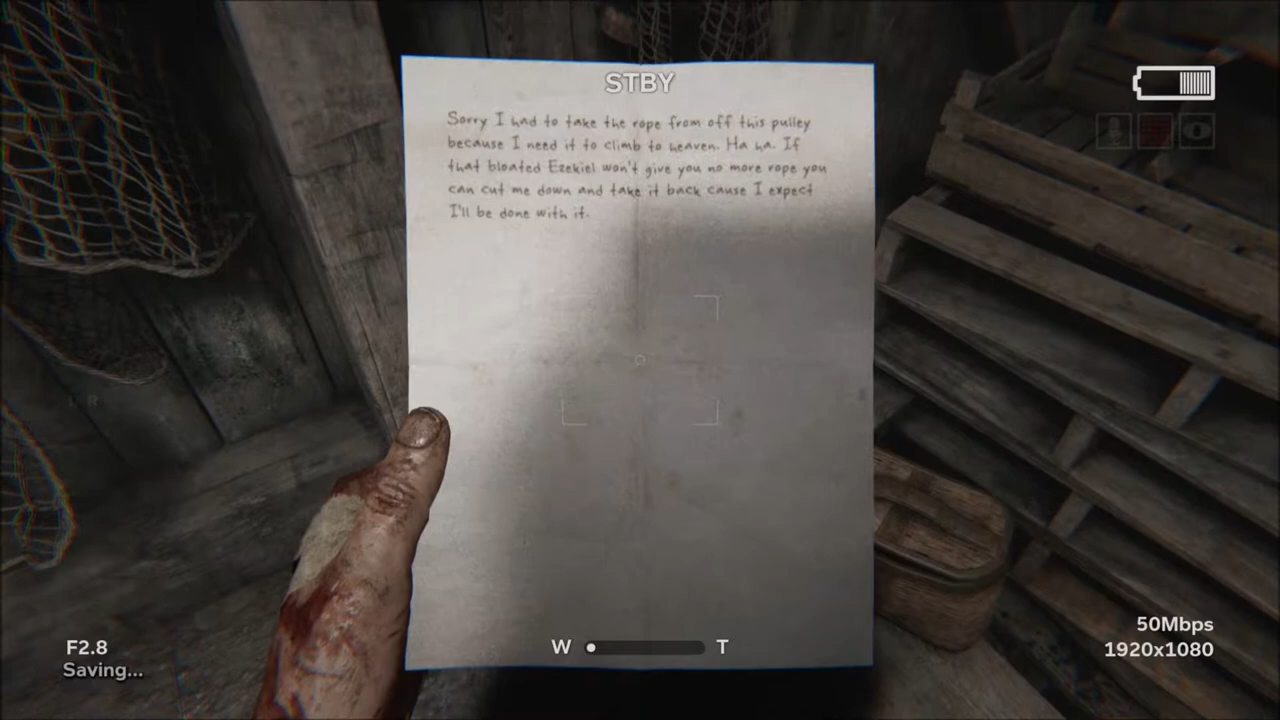 STBY
Sorry I had to take the rope from off this pulley
because I need it to climb to heaven. Ha ha. If
that bloated Ezekiel won't give you no more rope you
can cut me down and take it back cause I expect
I'll be done with it.
F2.8
Saving...
W T
50Mbps
1920x1080